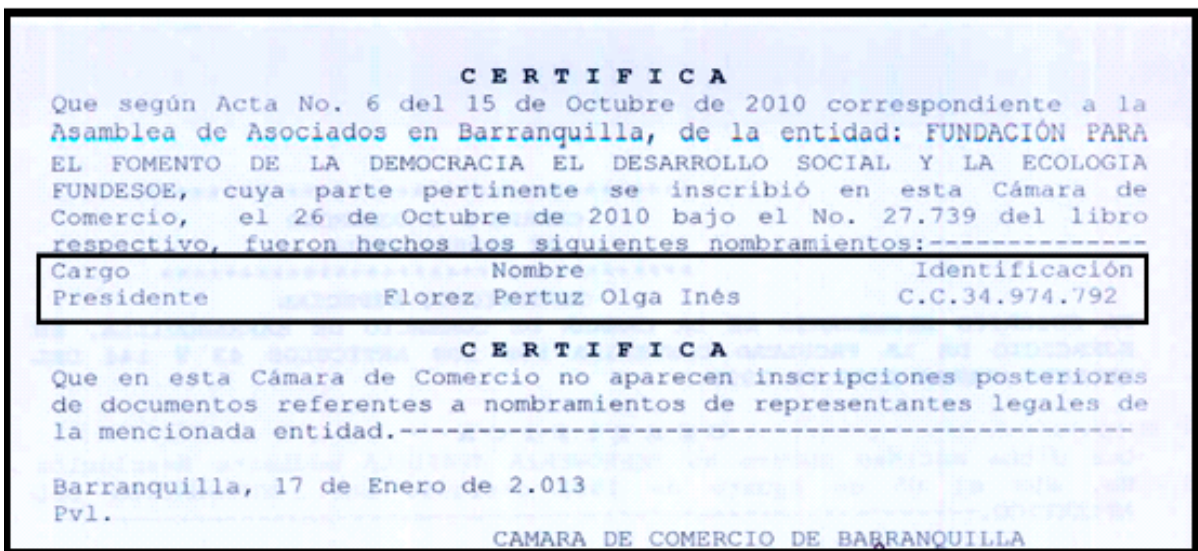 C E R T I F I C A
Que según Acta No. 6 del 15 de Octubre de 2010 correspondiente a la
Asamblea de Asociados en Barranquilla, de la entidad: FUNDACIÓN PARA
EL FOMENTO DE LA DEMOCRACIA EL DESARROLLO SOCIAL Y LA ECOLOGIA
FUNDESOE, cuya parte pertinente se inscribió en esta Cámara de
Comercio, el 26 de Octubre de 2010 bajo el No. 27.739 del libro
respectivo, fueron hechos los siguientes nombramientos:--------------
Cargo Nombre Identificación
Presidente Florez Pertuz Olga Inés C.C.34.974.792
C E R T I F I C A
Que en esta Cámara de Comercio no aparecen inscripciones posteriores
de documentos referentes a nombramientos de representantes legales de
la mencionada entidad.-----------------------------------------------
Barranquilla, 17 de Enero de 2.013
Pvl.
CAMARA DE COMERCIO DE BARRANQUILLA